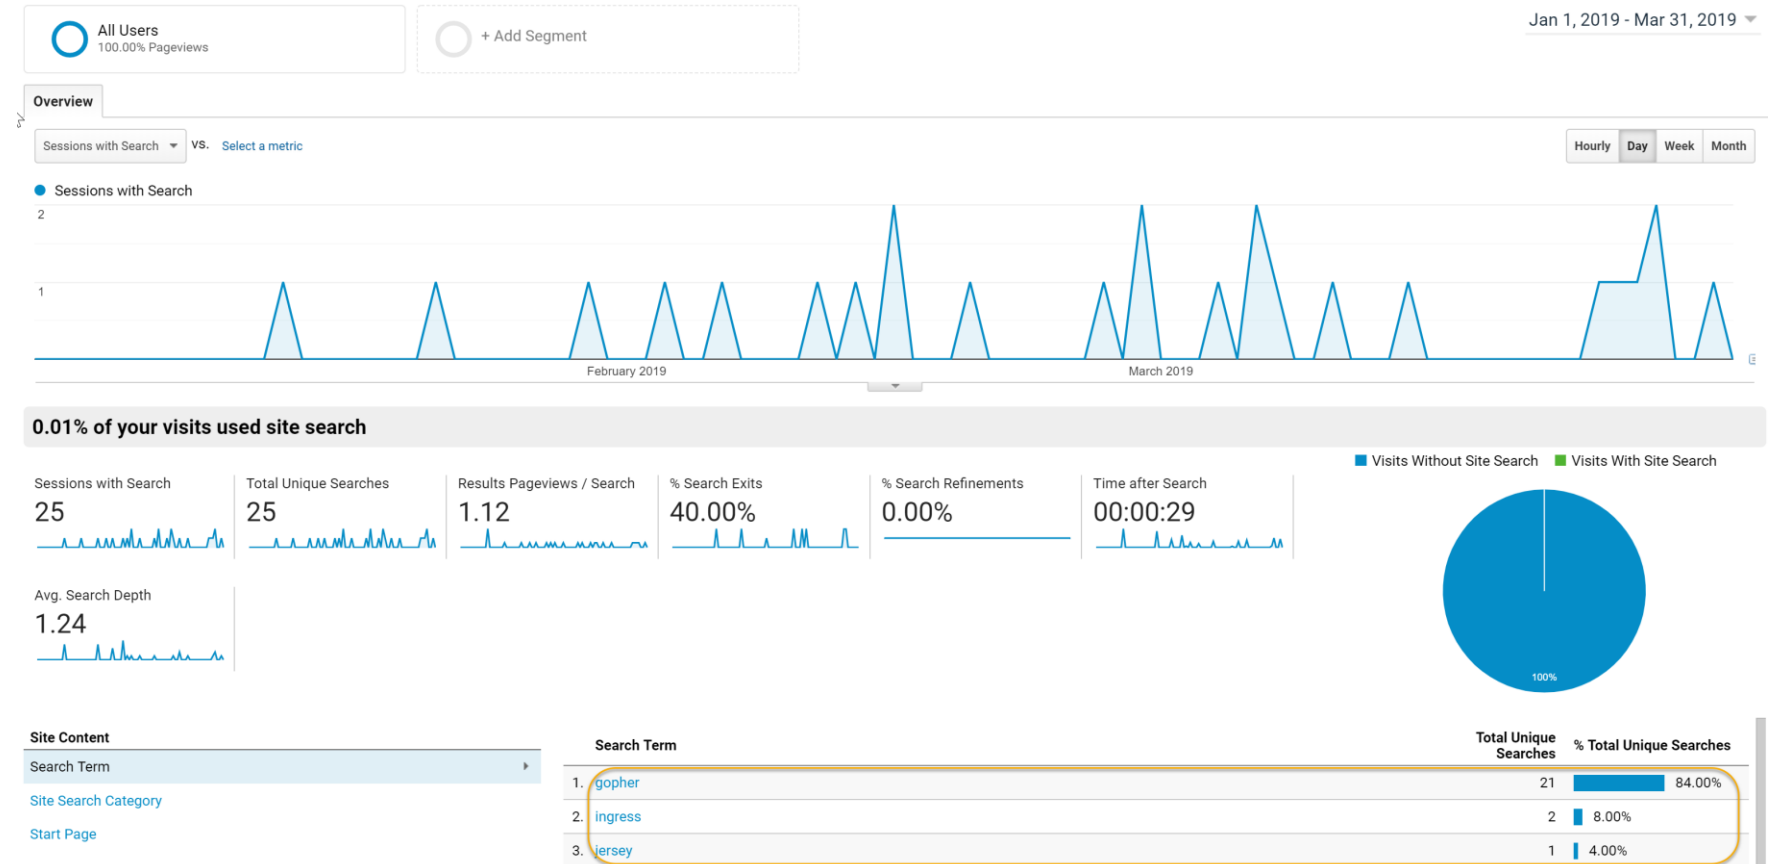 All Users
100.00% Pageviews
+ Add Segment
Jan 1, 2019 - Mar 31, 2019
Overview
Sessions with Search
VS.
Select a metric
Hourly
Day
Week
Month
Sessions with Search
2
1
February 2019
March 2019
0.01% of your visits used site search
Visits Without Site Search
Visits With Site Search
Sessions with Search
25
Total Unique Searches
25
Results Pageviews / Search
1.12
% Search Exits
40.00%
% Search Refinements
0.00%
Time after Search
00:00:29
Avg. Search Depth
1.24
100%
Site Content
Search Term
Site Search Category
Start Page
Search Term
Total Unique
Searches
% Total Unique Searches
1. gopher 21 84.00%
2. ingress 2 8.00%
3. jersey 1 4.00%